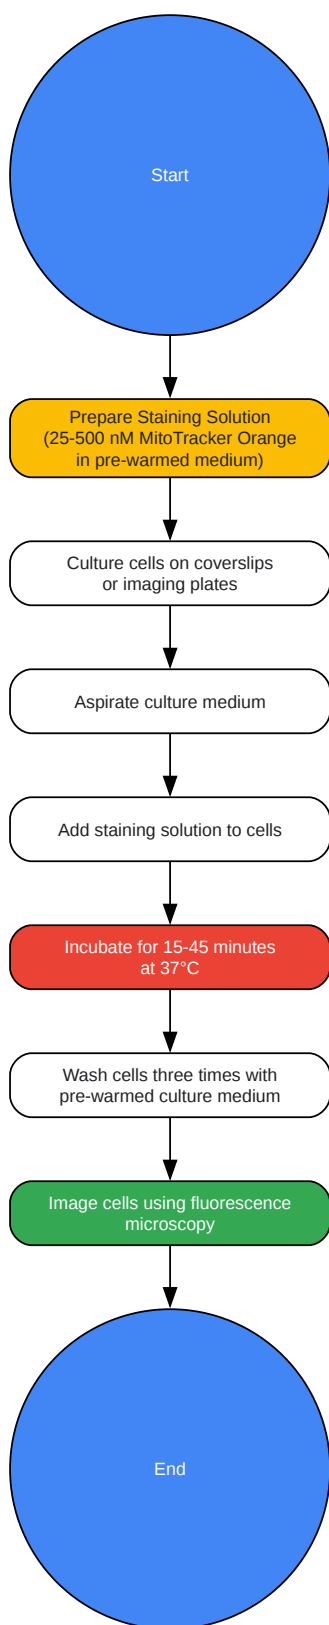 Start
Prepare Staining Solution
(25-500 nM MitoTracker Orange
in pre-warmed medium)
Culture cells on coverslips
or imaging plates
Aspirate culture medium
Add staining solution to cells
Incubate for 15-45 minutes
at 37°C
Wash cells three times with
pre-warmed culture medium
Image cells using fluorescence
microscopy
End